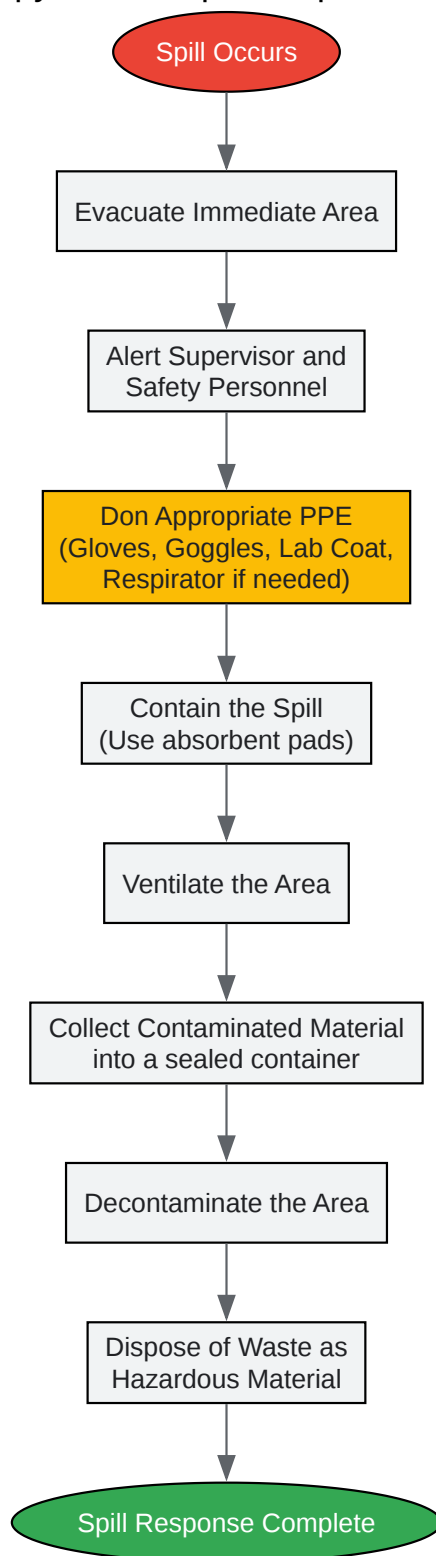 Spill Occurs
Evacuate Immediate Area
Alert Supervisor and
Safety Personnel
Don Appropriate PPE
(Gloves, Goggles, Lab Coat,
Respirator if needed)
Contain the Spill
(Use absorbent pads)
Ventilate the Area
Collect Contaminated Material
into a sealed container
Decontaminate the Area
Dispose of Waste as
Hazardous Material
Spill Response Complete